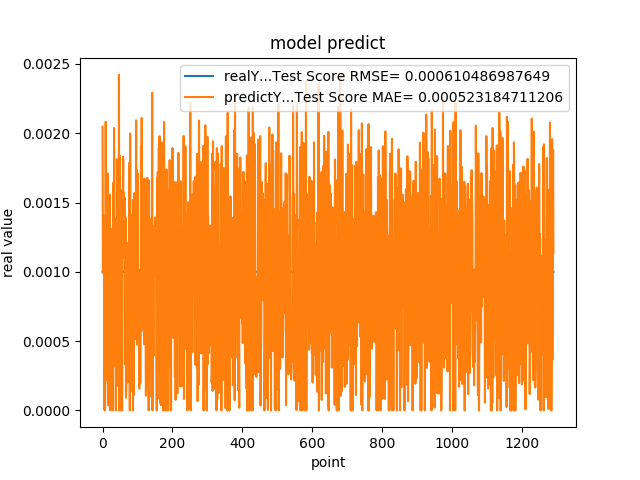 model predict
realY...Test Score RMSE= 0.000610486987649
predictY...Test Score MAE= 0.000523184711206
0.0025
0.0020
0.0015
0.0010
0.0005
0.0000
real value
0 200 400 600 800 1000 1200
point